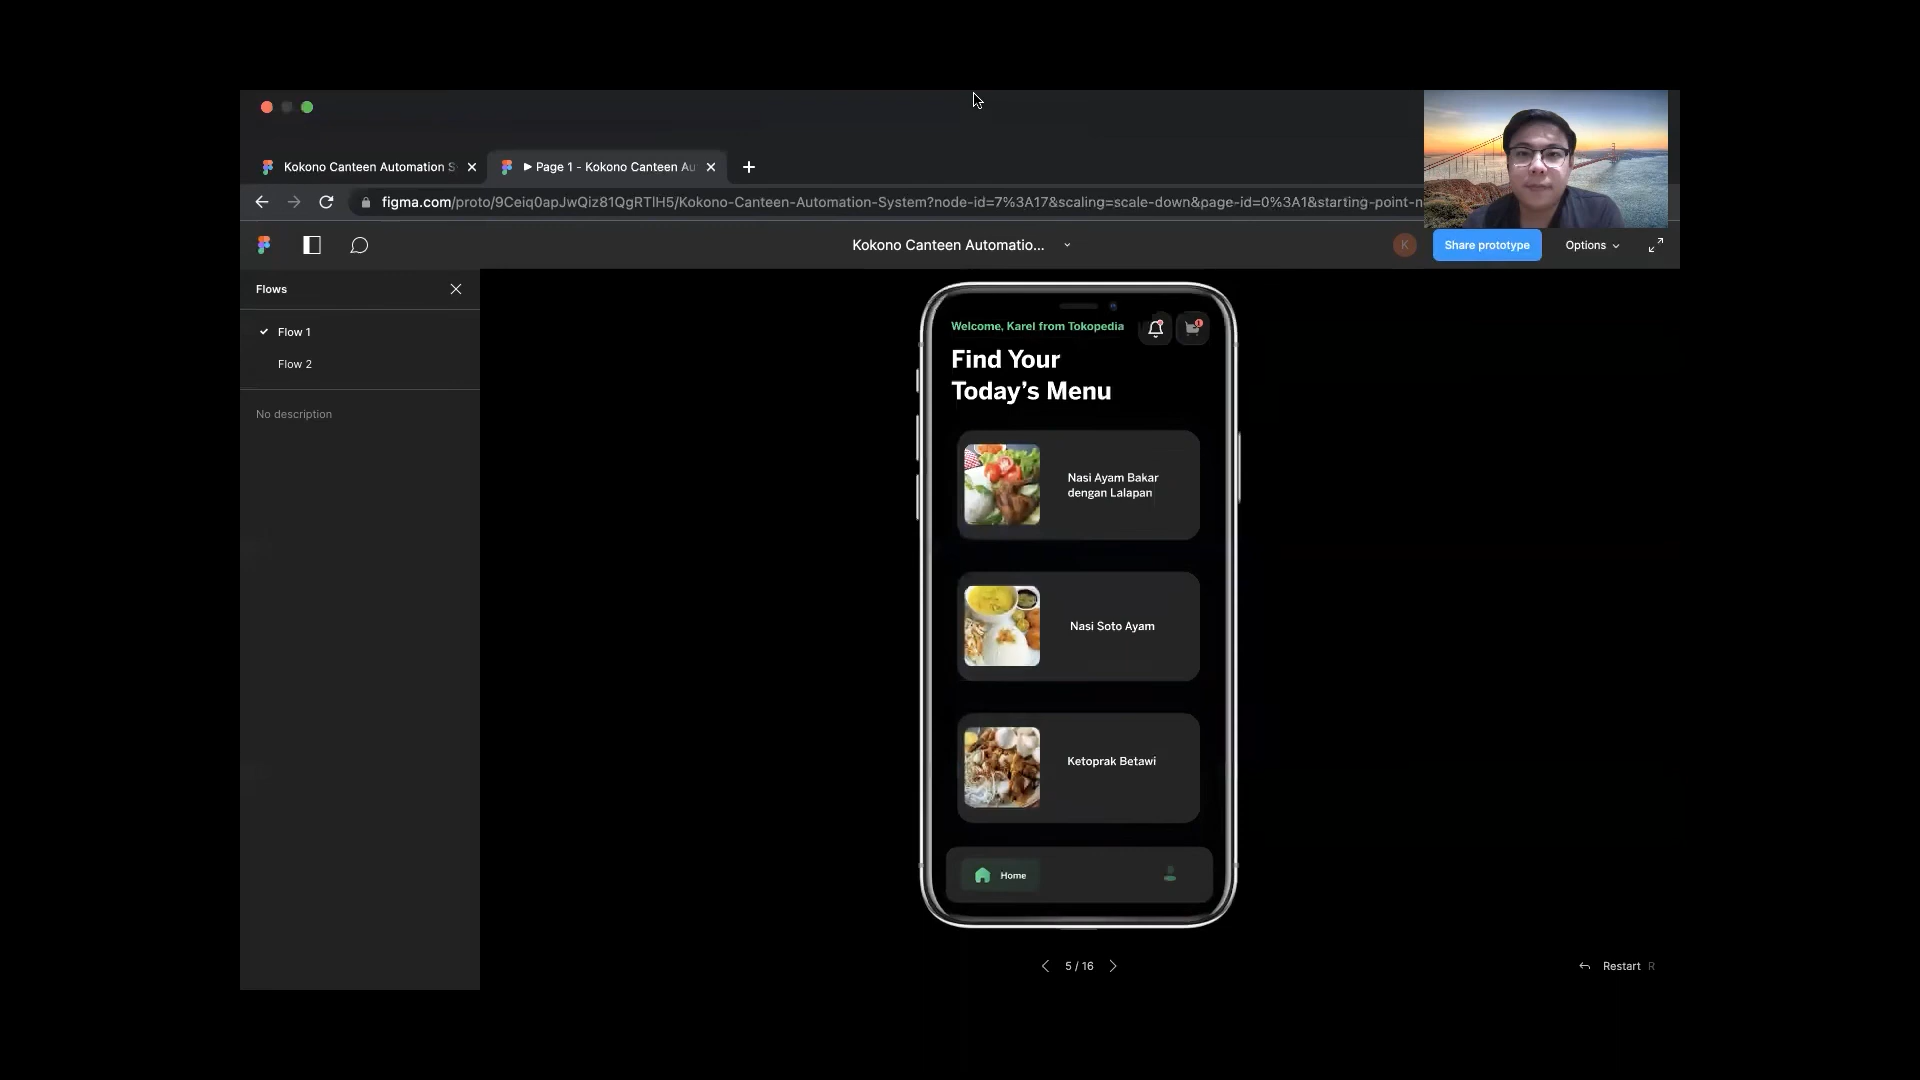 Kokono Canteen Automation S
Page 1 - Kokono Canteen Au
figma.com/proto/9Ceiq0apJwQiz81QgRTlH5/Kokono-Canteen-Automation-System?node-id=7%3A17&scaling=scale-down&page-id=0%3A1&starting-point-n
Kokono Canteen Automatio...
K
Share prototype
Options
Flows
Flow 1
Flow 2
No description
Welcome, Karel from Tokopedia
1
Find Your
Today's Menu
Nasi Ayam Bakar
dengan Lalapan
Nasi Soto Ayam
Ketoprak Betawi
Home
5 / 16
Restart R